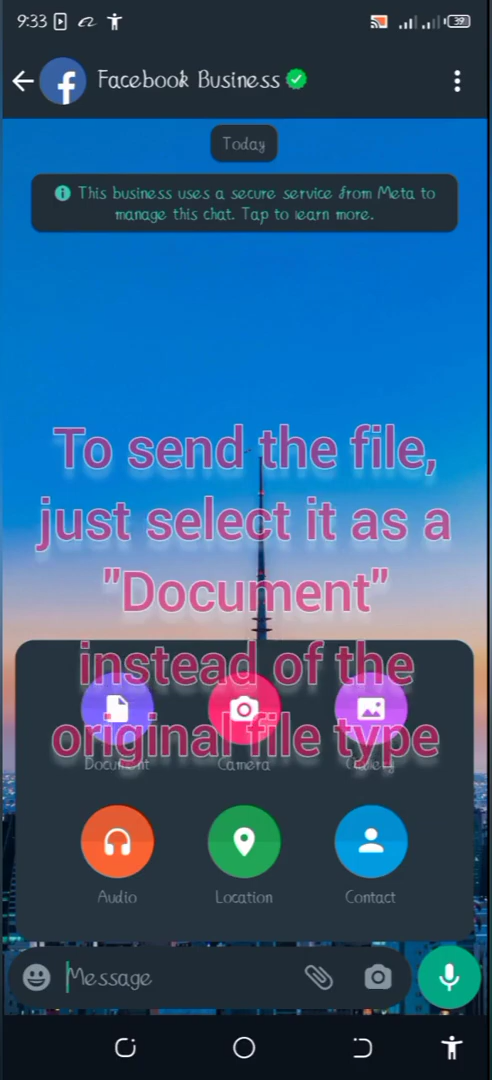 9:33
39
Facebook Business
Today
This business uses a secure service from Meta to
manage this chat. Tap to learn more.
To send the file,
just select it as a
"Document"
instead of the
original file type
Document Camera Gallery
Audio Location Contact
Message